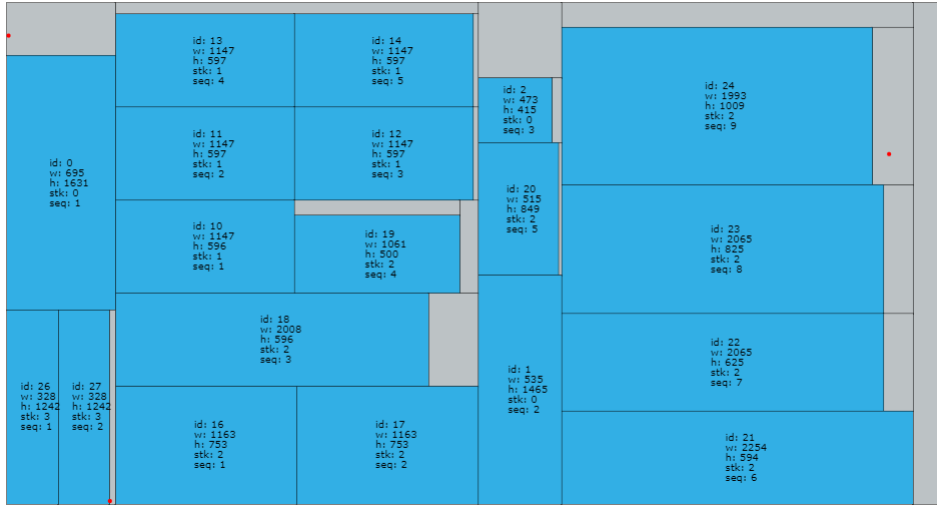 id: 13
w: 1147
h: 597
stk: 1
seq: 4
id: 14
w: 1147
h: 597
stk: 1
seq: 5
id: 24
w: 1993
h: 1009
stk: 2
seq: 9
id: 2
w: 473
h: 415
stk: 0
seq: 3
id: 11
w: 1147
h: 597
stk: 1
seq: 2
id: 12
w: 1147
h: 597
stk: 1
seq: 3
id: 0
w: 695
h: 1631
stk: 0
seq: 1
id: 20
w: 515
h: 849
stk: 2
seq: 5
id: 10
w: 1147
h: 596
stk: 1
seq: 1
id: 19
w: 1061
h: 500
stk: 2
seq: 4
id: 23
w: 2065
h: 825
stk: 2
seq: 8
id: 18
w: 2008
h: 596
stk: 2
seq: 3
id: 22
w: 2065
h: 625
stk: 2
seq: 7
id: 1
w: 535
h: 1465
stk: 0
seq: 2
id: 26
w: 328
h: 1242
stk: 3
seq: 1
id: 27
w: 328
h: 1242
stk: 3
seq: 2
id: 16
w: 1163
h: 753
stk: 2
seq: 1
id: 17
w: 1163
h: 753
stk: 2
seq: 2
id: 21
w: 2254
h: 594
stk: 2
seq: 6